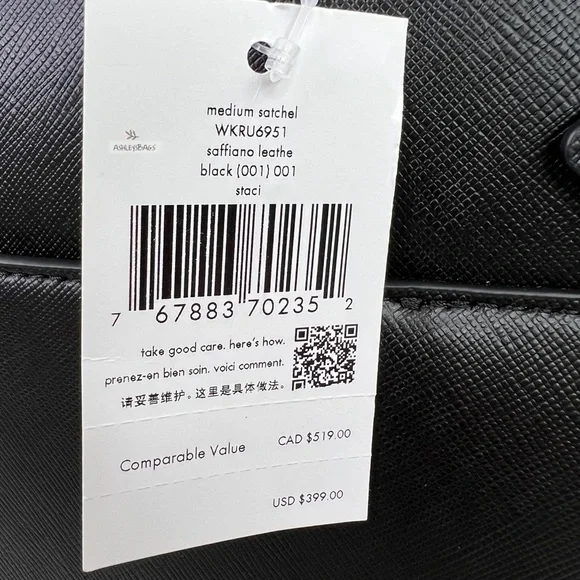 medium satchel
WKRU6951
saffiano leathe
black (001) 001
staci
ASHLEYSBAGS
7 67883 70235 2
take good care. here's how.
prenez-en bien soin. voici comment.
请妥善维护。这里是具体做法。
Comparable Value CAD $519.00
USD $399.00